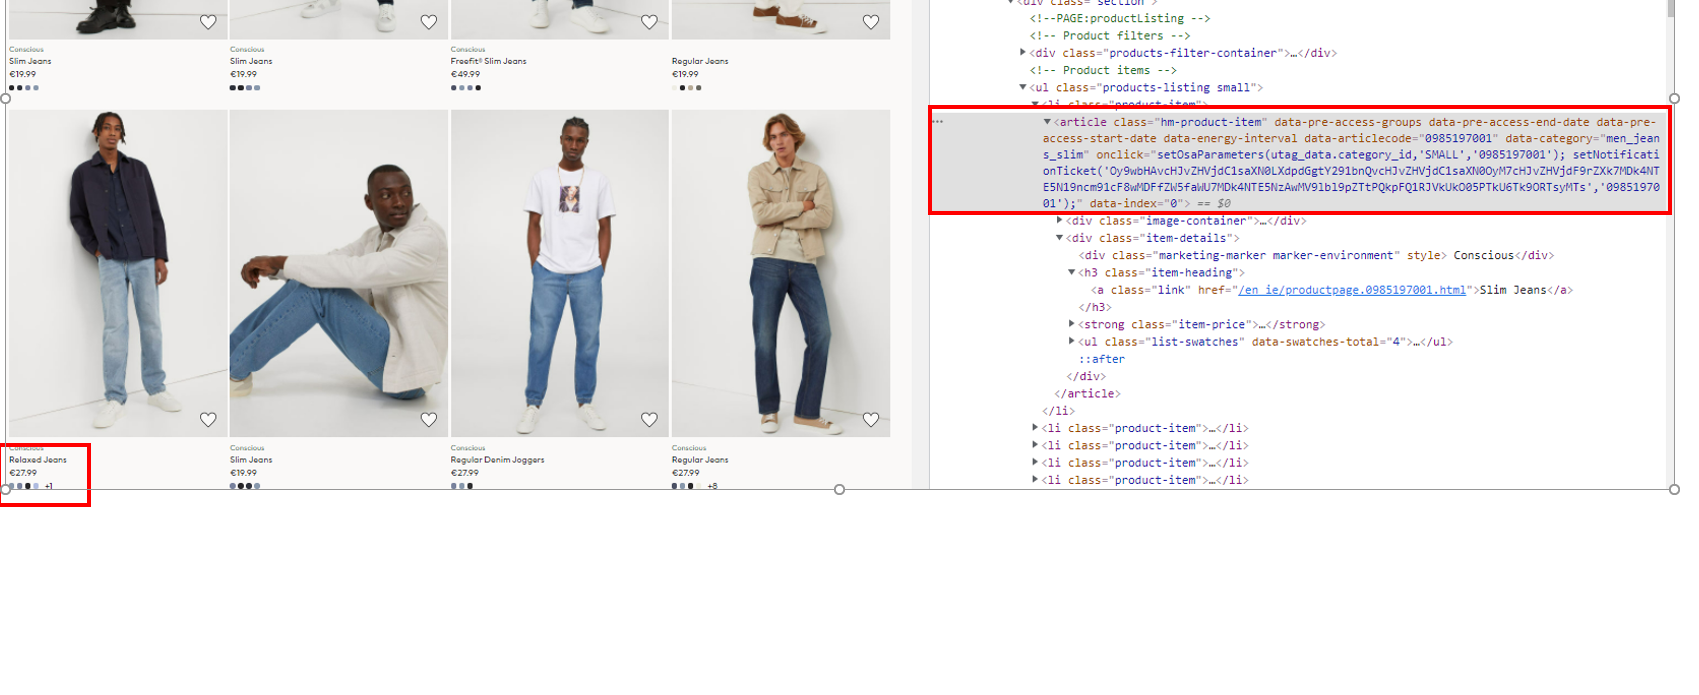 Conscious
Slim Jeans
€19.99
Conscious
Slim Jeans
€19.99
Conscious
Freefit® Slim Jeans
€49.99
Regular Jeans
€19.99
Conscious
Relaxed Jeans
€27.99
+1
Conscious
Slim Jeans
€19.99
Conscious
Regular Denim Joggers
€27.99
Conscious
Regular Jeans
€27.99
+8
<div class="section">
<!--PAGE:productListing -->
<!-- Product filters -->
<div class="products-filter-container">…</div>
<!-- Product items -->
<ul class="products-listing small">
<li class="product-item">
<article class="hm-product-item" data-pre-access-groups data-pre-access-end-date data-pre-
access-start-date data-energy-interval data-articlecode="0985197001" data-category="men_jean
s_slim" onclick="setOsaParameters(utag_data.category_id,'SMALL','0985197001'); setNotificati
onTicket('
','09851970
01');" data-index="0"> == $0
<div class="image-container">…</div>
<div class="item-details">
<div class="marketing-marker marker-environment" style> Conscious</div>
<h3 class="item-heading">
<a class="link" href="/en_ie/productpage.0985197001.html">Slim Jeans</a>
</h3>
<strong class="item-price">…</strong>
<ul class="list-swatches" data-swatches-total="4">…</ul>
::after
</div>
</article>
</li>
<li class="product-item">…</li>
<li class="product-item">…</li>
<li class="product-item">…</li>
<li class="product-item">…</li>